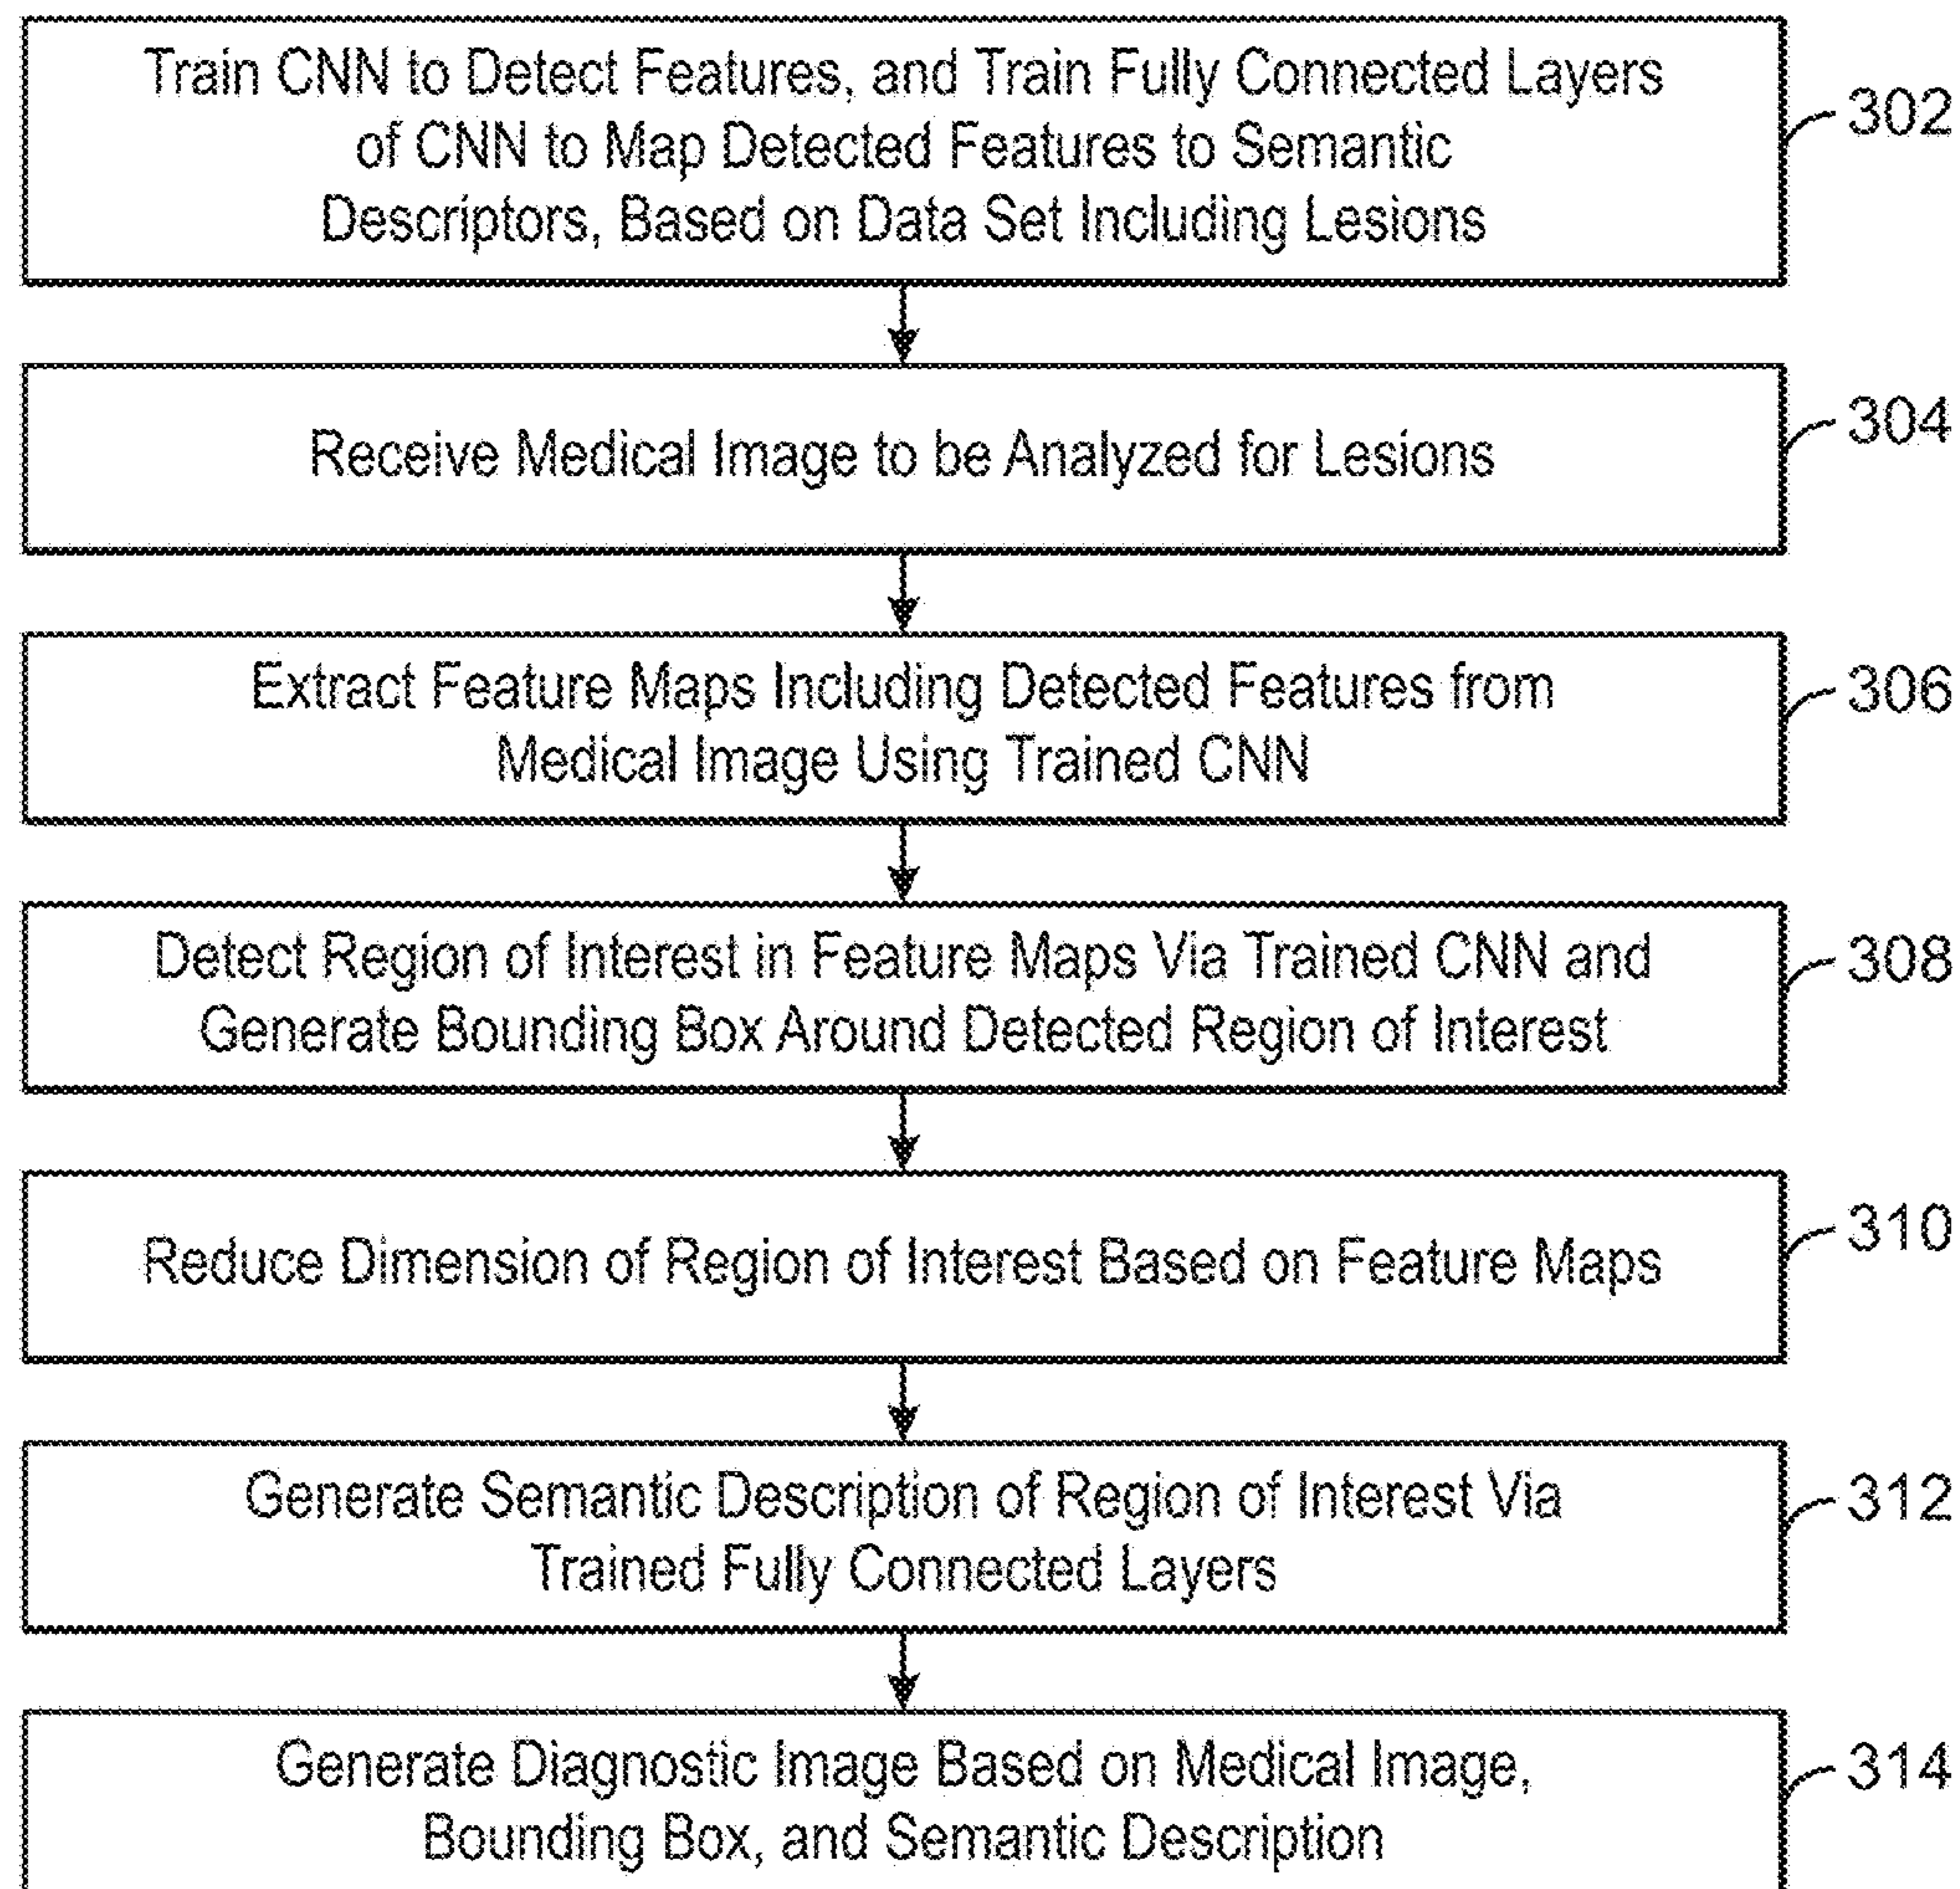 Train CNN to Detect Features, and Train Fully Connected Layers
of CNN to Map Detected Features to Semantic
Descriptors, Based on Data Set Including Lesions
302
Receive Medical Image to be Analyzed for Lesions
304
Extract Feature Maps Including Detected Features from
Medical Image Using Trained CNN
306
Detect Region of Interest in Feature Maps Via Trained CNN and
Generate Bounding Box Around Detected Region of Interest
308
Reduce Dimension of Region of Interest Based on Feature Maps
310
Generate Semantic Description of Region of Interest Via
Trained Fully Connected Layers
312
Generate Diagnostic Image Based on Medical Image,
Bounding Box, and Semantic Description
314